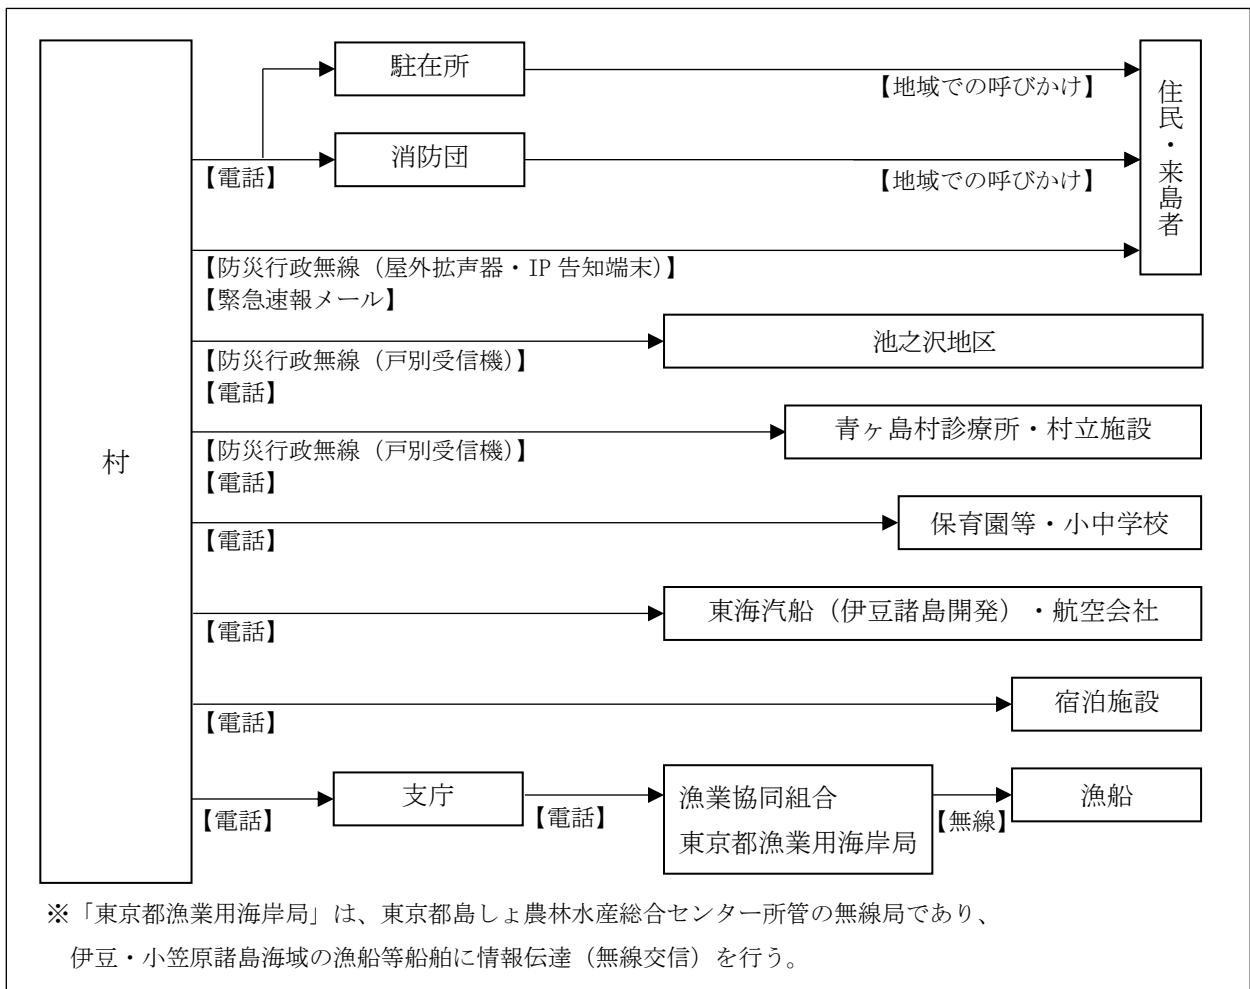 村
駐在所
【地域での呼びかけ】
消防団
【電話】
【地域での呼びかけ】
住民・来島者
【防災行政無線（屋外拡声器・IP 告知端末）】
【緊急速報メール】
池之沢地区
【防災行政無線（戸別受信機）】
【電話】
青ヶ島村診療所・村立施設
【防災行政無線（戸別受信機）】
【電話】
保育園等・小中学校
【電話】
東海汽船（伊豆諸島開発）・航空会社
【電話】
宿泊施設
【電話】
支庁
【電話】
【電話】
漁業協同組合
東京都漁業用海岸局
【無線】
漁船
※「東京都漁業用海岸局」は、東京都島しょ農林水産総合センター所管の無線局であり、
伊豆・小笠原諸島海域の漁船等船舶に情報伝達（無線交信）を行う。